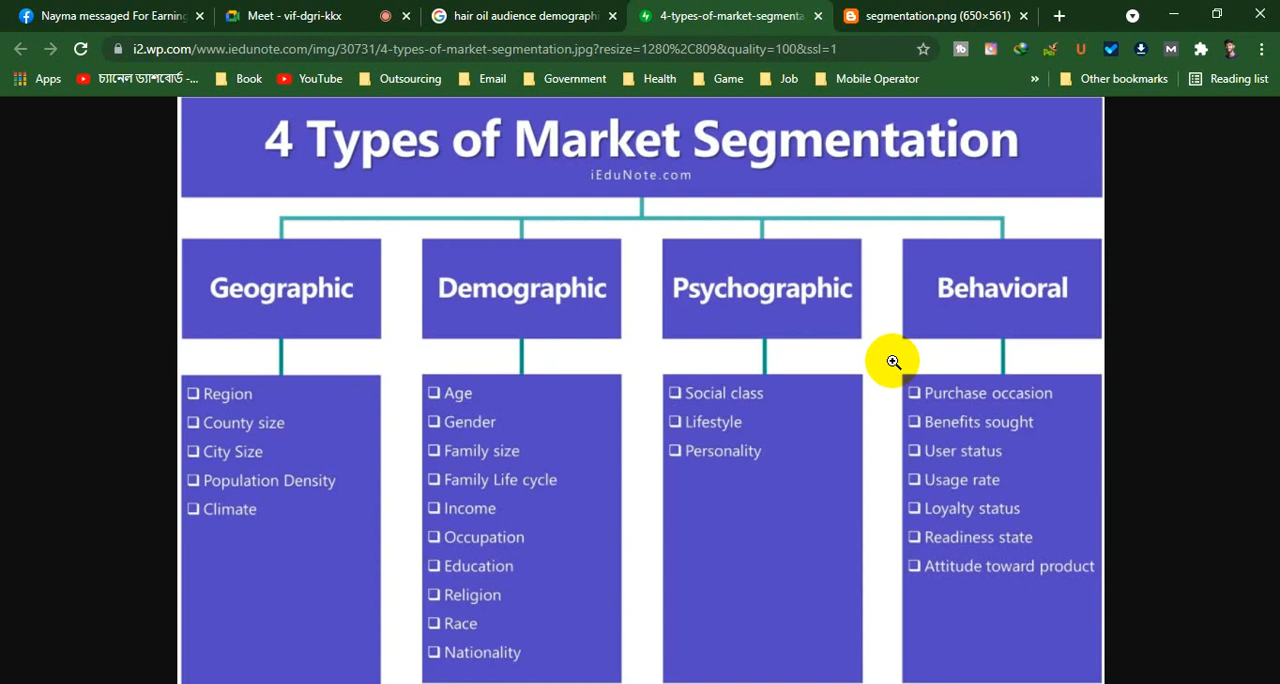 Nayma messaged For Earning
Meet - vif-dgri-kkx
hair oil audience demographi
4-types-of-market-segmenta
segmentation.png (650×561)
i2.wp.com/www.iedunote.com/img/30731/4-types-of-market-segmentation.jpg?resize=1280%2C809&quality=100&ssl=1
Apps
চ্যানেল ড্যাশবোর্ড -...
Book
YouTube
Outsourcing
Email
Government
Health
Game
Job
Mobile Operator
»
Other bookmarks
Reading list
4 Types of Market Segmentation
iEduNote.com
Geographic
Region
County size
City Size
Population Density
Climate
Demographic
Age
Gender
Family size
Family Life cycle
Income
Occupation
Education
Religion
Race
Nationality
Psychographic
Social class
Lifestyle
Personality
Behavioral
Purchase occasion
Benefits sought
User status
Usage rate
Loyalty status
Readiness state
Attitude toward product